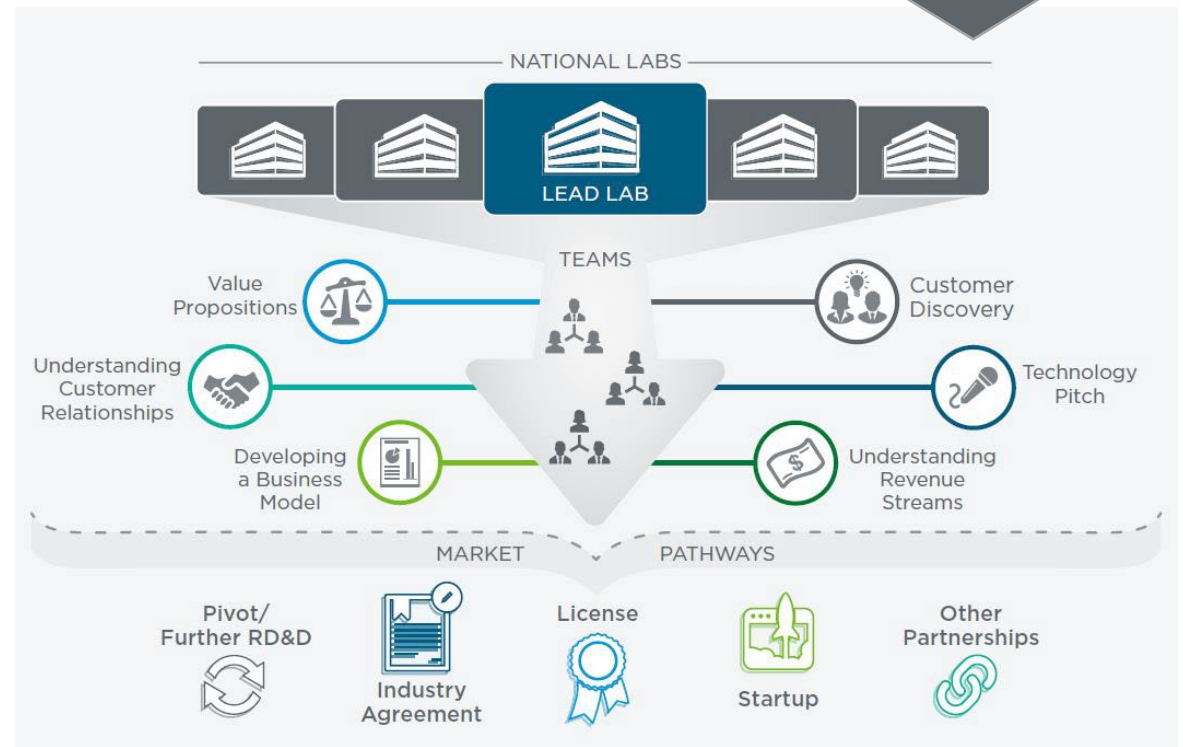 NATIONAL LABS
LEAD LAB
TEAMS
Value
Propositions
Customer
Discovery
Understanding
Customer
Relationships
Technology
Pitch
Developing
a Business
Model
Understanding
Revenue
Streams
MARKET PATHWAYS
Pivot/
Further RD&D
Industry
Agreement
License
Startup
Other
Partnerships